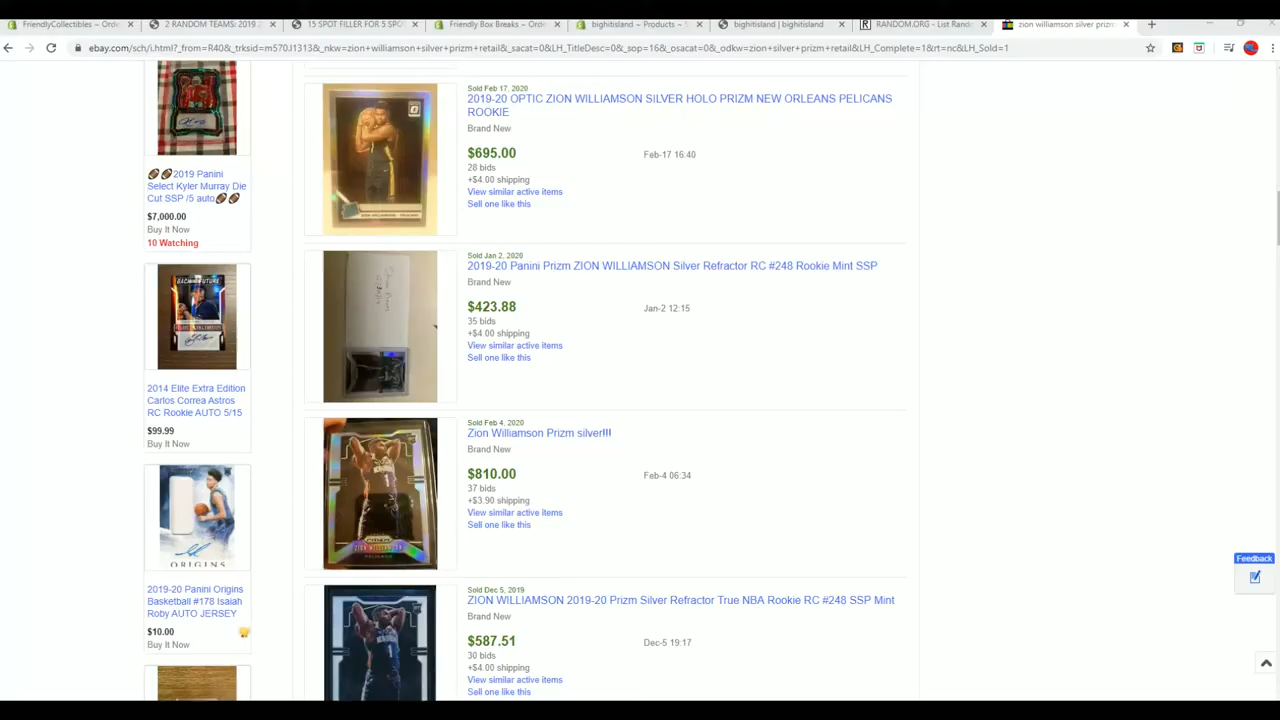 FriendlyCollectibles – Orde
2 RANDOM TEAMS: 2019
15 SPOT FILLER FOR 5 SPO
Friendly Box Breaks ~ Orde
bighitisland ~ Products ~ S
bighitisland | bighitisland
RANDOM.ORG - List Rand
zion williamson silver prizm
ebay.com/sch/i.html?_from=R40&_trksid=m570.l1313&_nkw=zion+williamson+silver+prizm+retail&_sacat=0&LH_TitleDesc=0&_sop=16&_osacat=0&_odkw=zion+silver+prizm+retail&LH_Complete=1&rt=nc&LH_Sold=1
🏈🏈2019 Panini
Select Kyler Murray Die
Cut SSP /5 auto🏈🏈
$7,000.00
Buy It Now
10 Watching
2014 Elite Extra Edition
Carlos Correa Astros
RC Rookie AUTO 5/15
$99.99
Buy It Now
ORIGINS
2019-20 Panini Origins
Basketball #178 Isaiah
Roby AUTO JERSEY
$10.00
Buy It Now
Sold Feb 17, 2020
2019-20 OPTIC ZION WILLIAMSON SILVER HOLO PRIZM NEW ORLEANS PELICANS
ROOKIE
Brand New
$695.00
Feb-17 16:40
28 bids
+$4.00 shipping
View similar active items
Sell one like this
Sold Jan 2, 2020
2019-20 Panini Prizm ZION WILLIAMSON Silver Refractor RC #248 Rookie Mint SSP
Brand New
$423.88
Jan-2 12:15
35 bids
+$4.00 shipping
View similar active items
Sell one like this
Sold Feb 4, 2020
Zion Williamson Prizm silver!!!
Brand New
$810.00
Feb-4 06:34
37 bids
+$3.90 shipping
View similar active items
Sell one like this
PRIZM
ZION WILLIAMSON
Sold Dec 5, 2019
ZION WILLIAMSON 2019-20 Prizm Silver Refractor True NBA Rookie RC #248 SSP Mint
Brand New
$587.51
Dec-5 19:17
30 bids
+$4.00 shipping
View similar active items
Sell one like this
Feedback